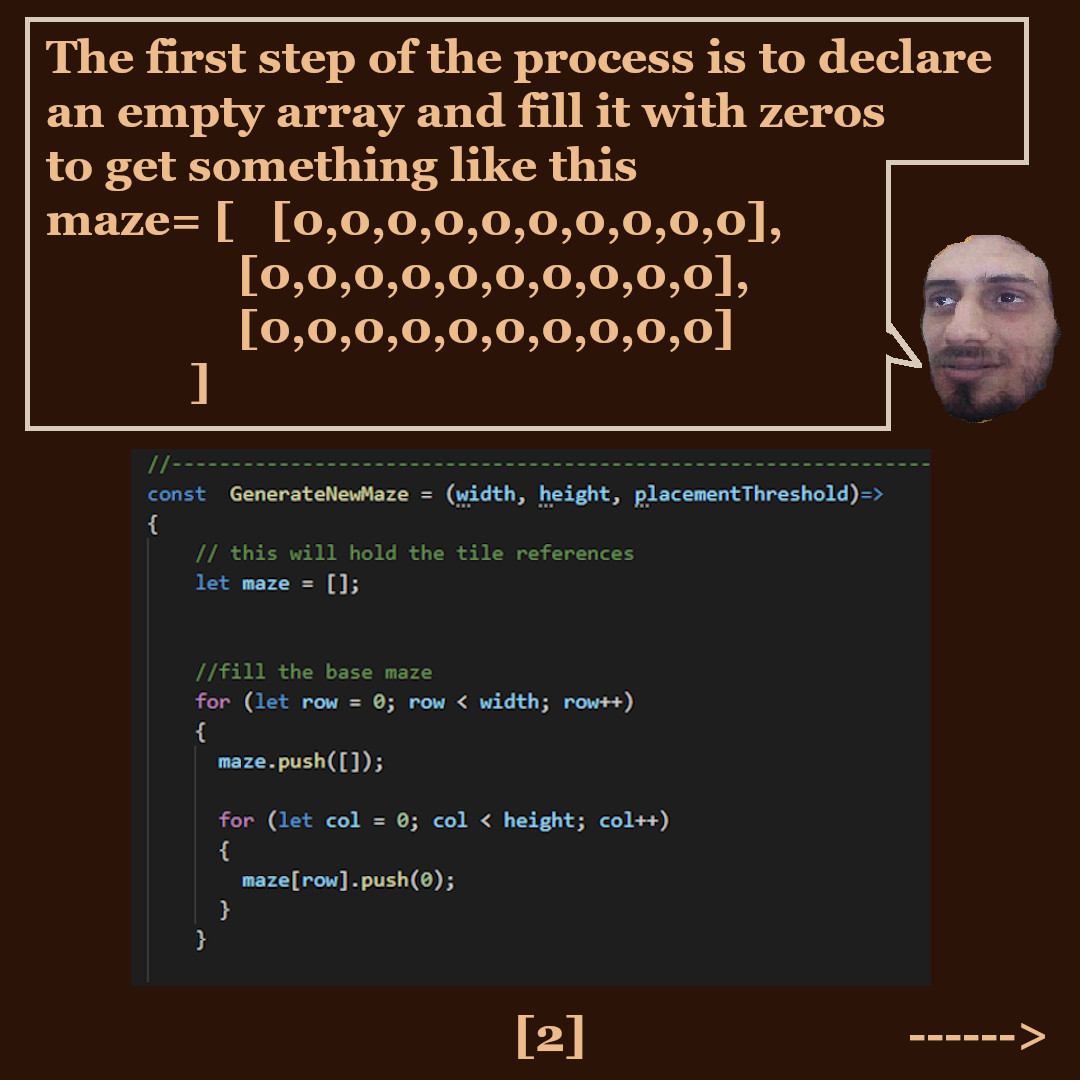 The first step of the process is to declare
an empty array and fill it with zeros
to get something like this
maze= [   [0,0,0,0,0,0,0,0,0,0],
[0,0,0,0,0,0,0,0,0,0],
[0,0,0,0,0,0,0,0,0,0]
]
//----------------------------------------------------------------
const  GenerateNewMaze = (width, height, placementThreshold)=>
{
// this will hold the tile references
let maze = [];
//fill the base maze
for (let row = 0; row < width; row++)
{
maze.push([]);
for (let col = 0; col < height; col++)
{
maze[row].push(0);
}
}
[2]
------>